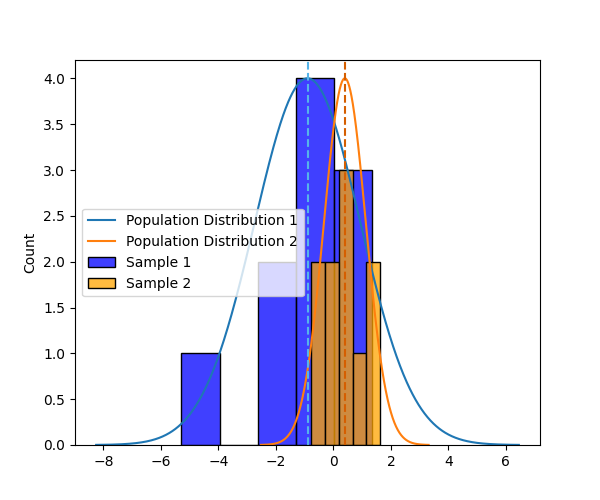 4.0
3.5
3.0
2.5
2.0
1.5
1.0
0.5
0.0
Count
Population Distribution 1
Population Distribution 2
Sample 1
Sample 2
−8 −6 −4 −2 0 2 4 6